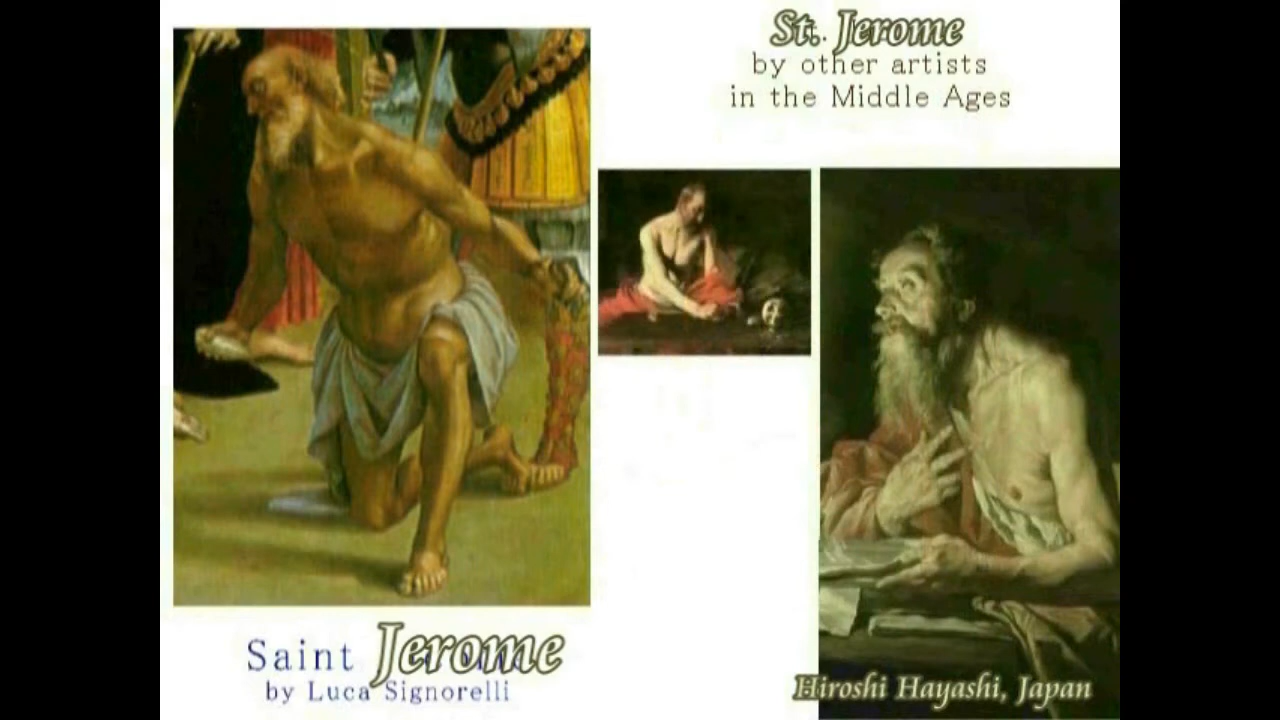 St. Jerome
by other artists
in the Middle Ages
Saint Jerome
by Luca Signorelli
Hiroshi Hayashi, Japan